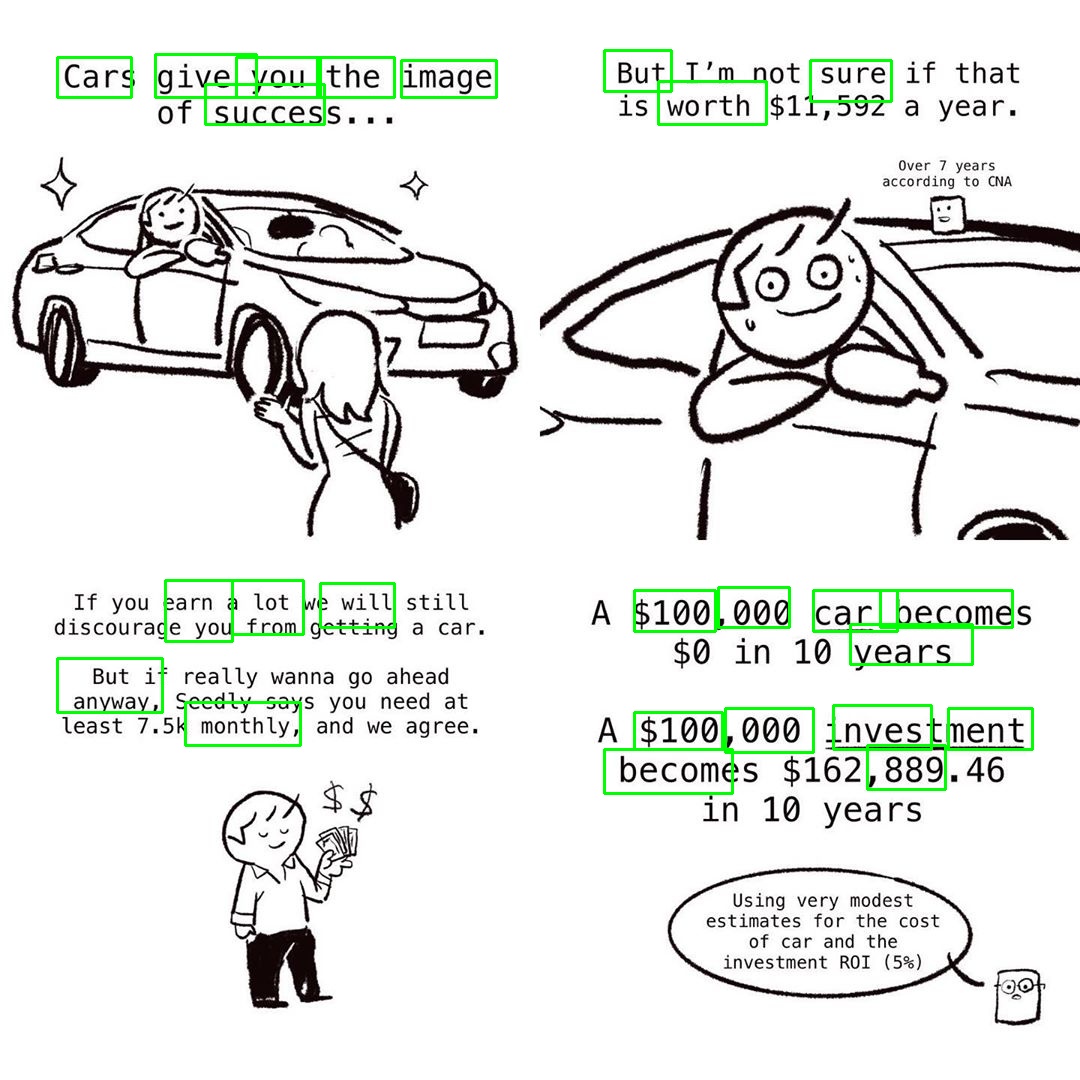 Cars give you the image
of success...
But I'm not sure if that
is worth $11,592 a year.
Over 7 years
according to CNA
If you earn a lot we will still
discourage you from getting a car.
But if really wanna go ahead
anyway, Seedly says you need at
least 7.5k monthly, and we agree.
$ $
A $100,000 car becomes
$0 in 10 years
A $100,000 investment
becomes $162,889.46
in 10 years
Using very modest
estimates for the cost
of car and the
investment ROI (5%)